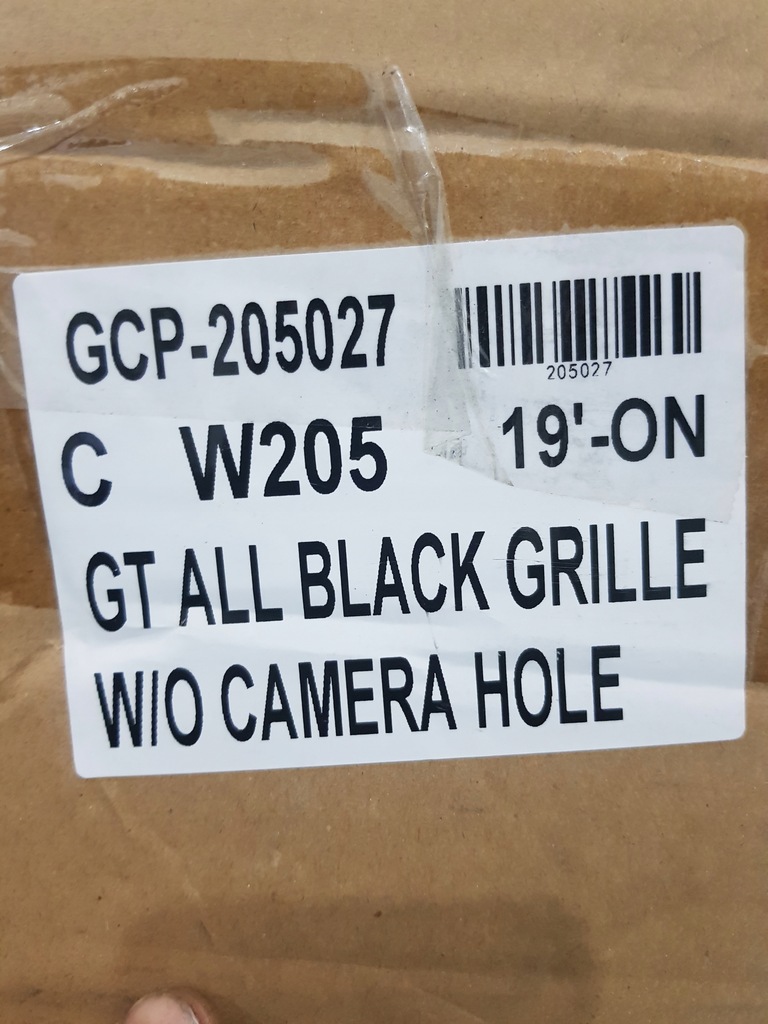 GCP-205027
205027
C W205 19'-ON
GT ALL BLACK GRILLE
W/O CAMERA HOLE